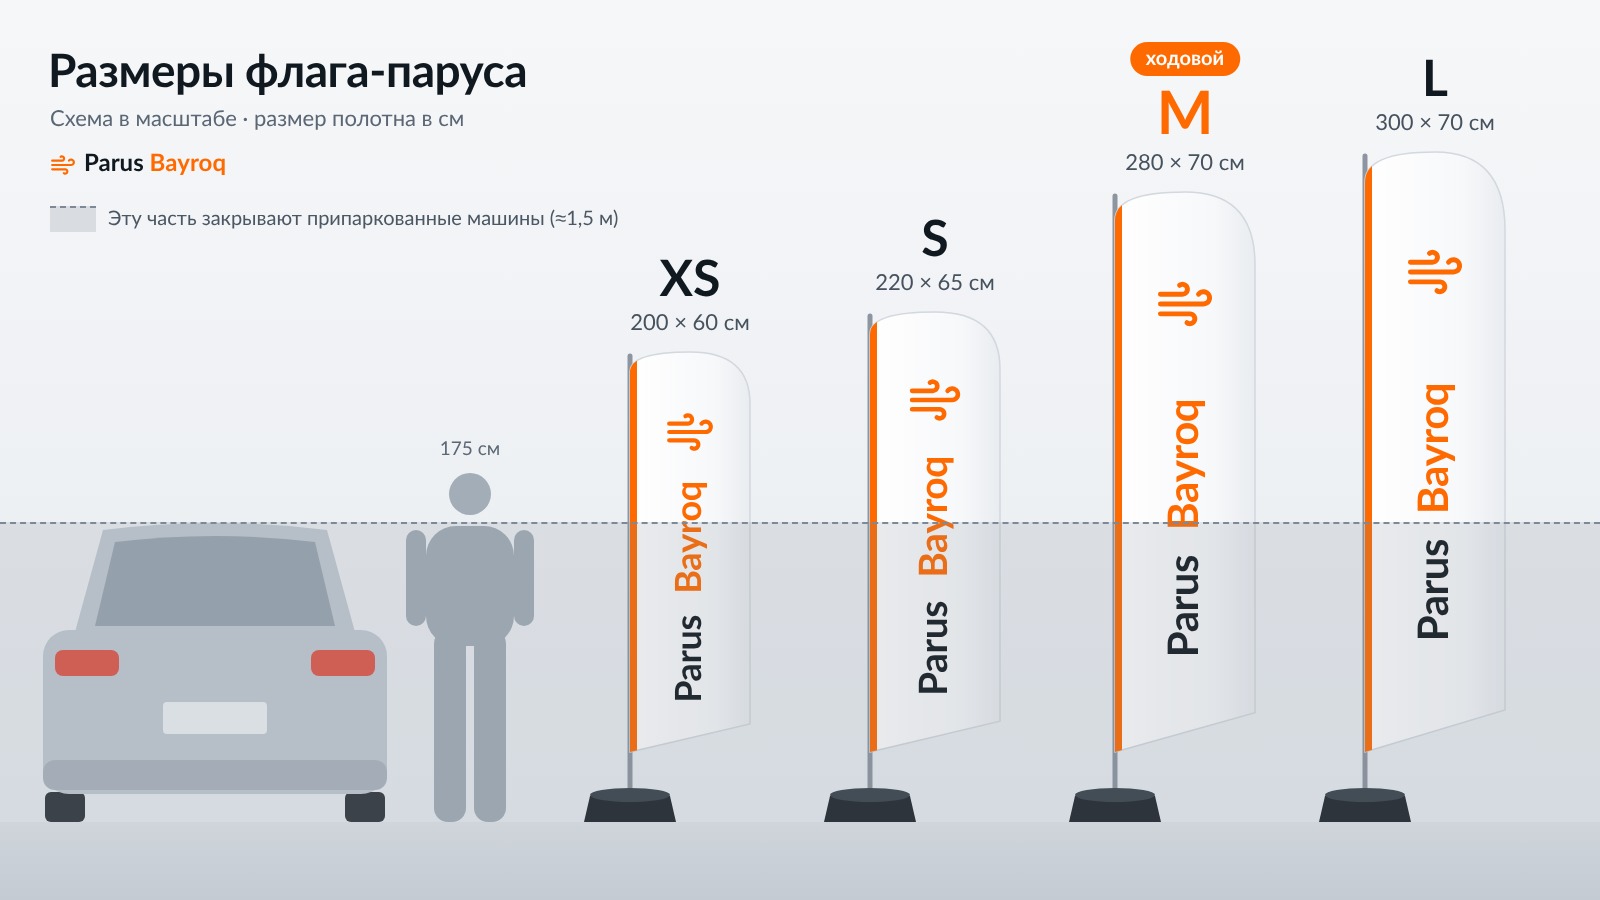 Размеры флага-паруса
Схема в масштабе · размер полотна в см
Parus Bayroq
Эту часть закрывают припаркованные машины (≈1,5 м)
175 см
XS
200 × 60 см
Parus Bayroq
S
220 × 65 см
Parus Bayroq
ходовой
M
280 × 70 см
Parus Bayroq
L
300 × 70 см
Parus Bayroq